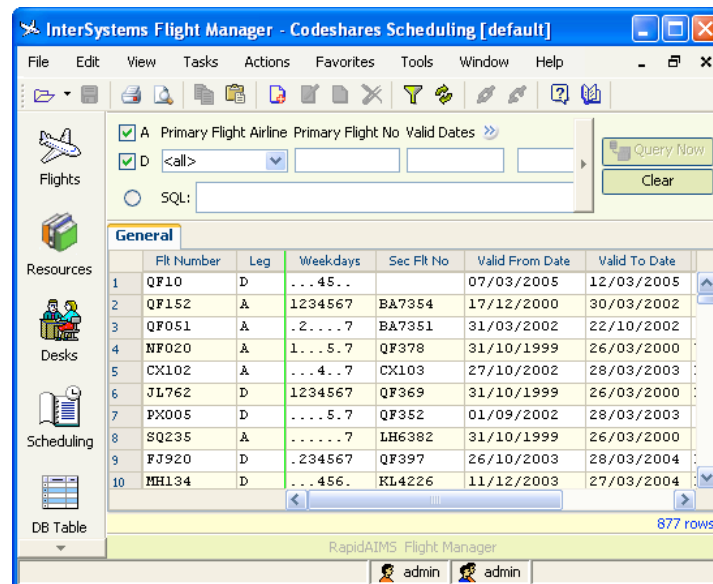 InterSystems Flight Manager - Codeshares Scheduling [default]
File Edit View Tasks Actions Favorites Tools Window Help
A Primary Flight Airline Primary Flight No Valid Dates
D <all>
Query Now
Clear
SQL:
Flights
Resources
Desks
Scheduling
DB Table
General
Flt Number Leg Weekdays Sec Flt No Valid From Date Valid To Date
1 QF10 D ...45.. 07/03/2005 12/03/2005
2 QF152 A 1234567 BA7354 17/12/2000 30/03/2002
3 QF051 A .2....7 BA7351 31/03/2002 22/10/2002
4 NF020 A 1...5.7 QF378 31/10/1999 26/03/2000
5 CX102 A ...4..7 CX103 27/10/2002 28/03/2003
6 JL762 D 1234567 QF369 31/10/1999 26/03/2000
7 PX005 D ....5.7 QF352 01/09/2002 28/03/2003
8 SQ235 A ......7 LH6382 31/10/1999 26/03/2000
9 FJ920 D .234567 QF397 26/10/2003 28/03/2004
10 MH134 D ...456. KL4226 11/12/2003 27/03/2004
877 rows
RapidAIMS Flight Manager
admin admin